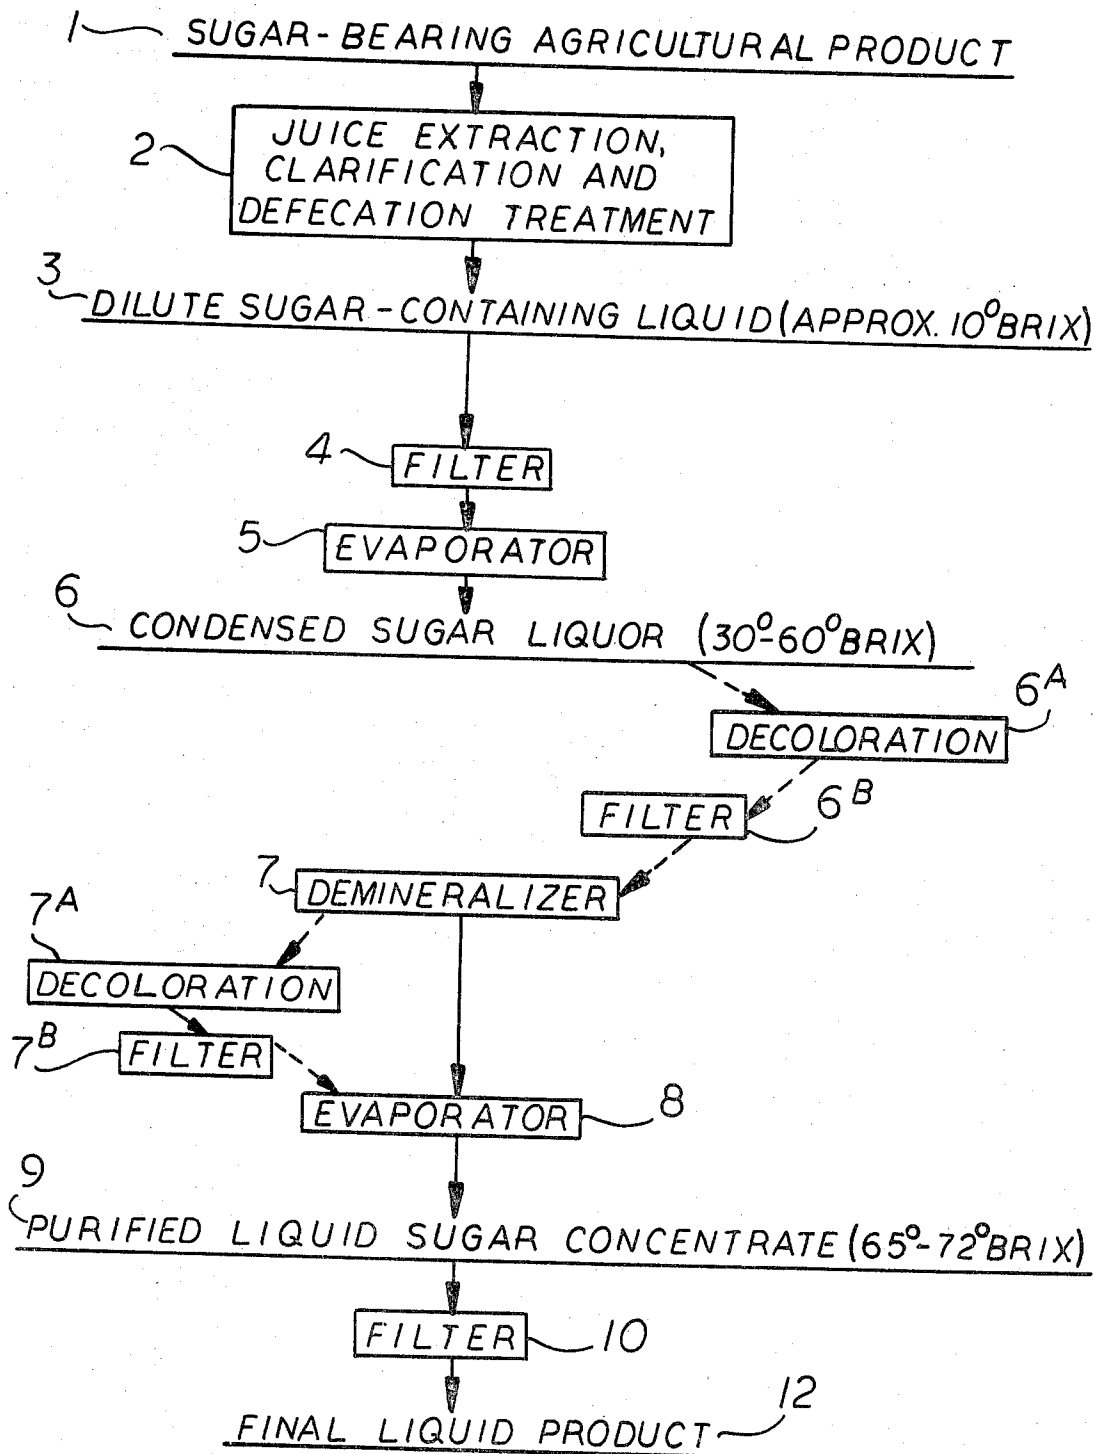 1 SUGAR-BEARING AGRICULTURAL PRODUCT
2 JUICE EXTRACTION,
CLARIFICATION AND
DEFECATION TREATMENT
3 DILUTE SUGAR-CONTAINING LIQUID (APPROX. 10° BRIX)
4 FILTER
5 EVAPORATOR
6 CONDENSED SUGAR LIQUOR (30°-60° BRIX)
6A
DECOLORATION
FILTER 6B
7 DEMINERALIZER
7A
DECOLORATION
7B FILTER
EVAPORATOR 8
9
PURIFIED LIQUID SUGAR CONCENTRATE (65°-72° BRIX)
FILTER 10
FINAL LIQUID PRODUCT 12